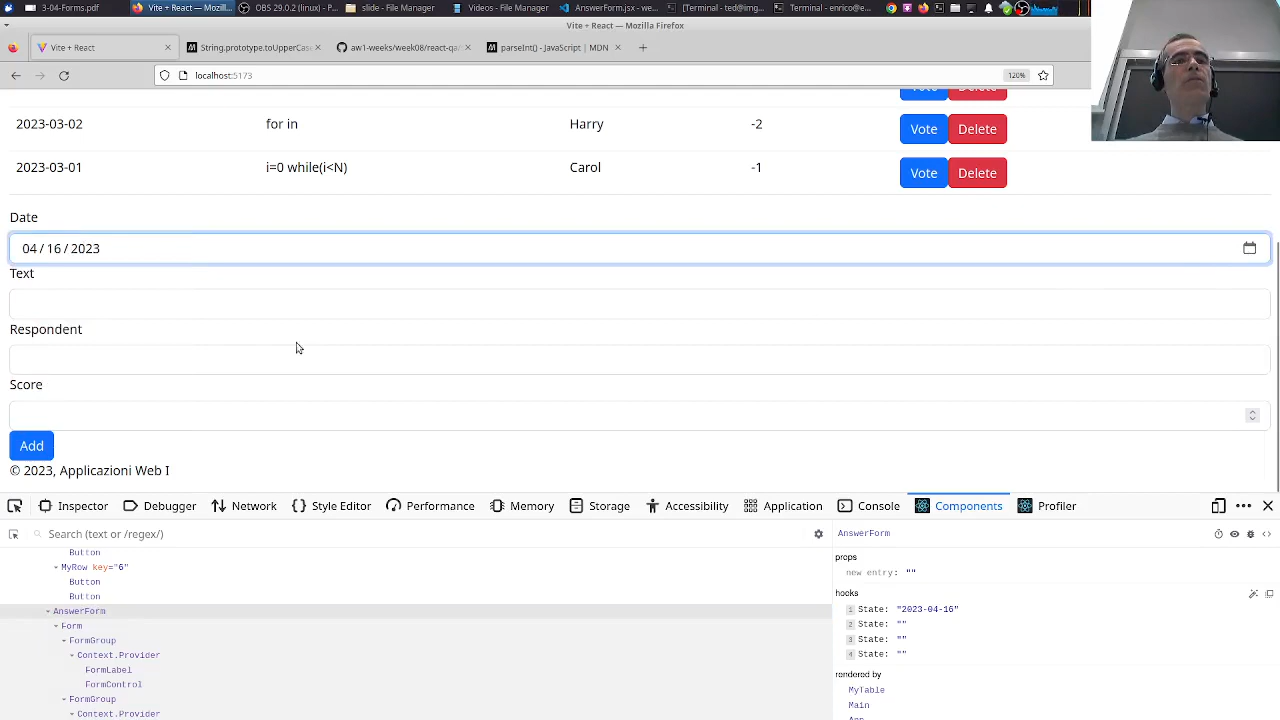 3-04-Forms.pdf
Vite + React — Mozilla...
OBS 29.0.2 (linux) - P...
slide - File Manager
Videos - File Manager
AnswerForm.jsx - we...
[Terminal - ted@img...
Terminal - enrico@e...
Vite + React — Mozilla Firefox
Vite + React
String.prototype.toUpperCase
aw1-weeks/week08/react-qa
parseInt() - JavaScript | MDN
localhost:5173
120%
Vote Delete
2023-03-02 for in Harry -2 Vote Delete
2023-03-01 i=0 while(i<N) Carol -1 Vote Delete
Date
04 / 16 / 2023
Text
Respondent
Score
Add
© 2023, Applicazioni Web I
Inspector Debugger Network Style Editor Performance Memory Storage Accessibility Application Console Components Profiler
Search (text or /regex/)
Button
MyRow key="6"
Button
Button
AnswerForm
Form
FormGroup
Context.Provider
FormLabel
FormControl
FormGroup
Context.Provider
AnswerForm
props
new entry: ""
hooks
1 State: "2023-04-16"
2 State: ""
3 State: ""
4 State: ""
rendered by
MyTable
Main
App